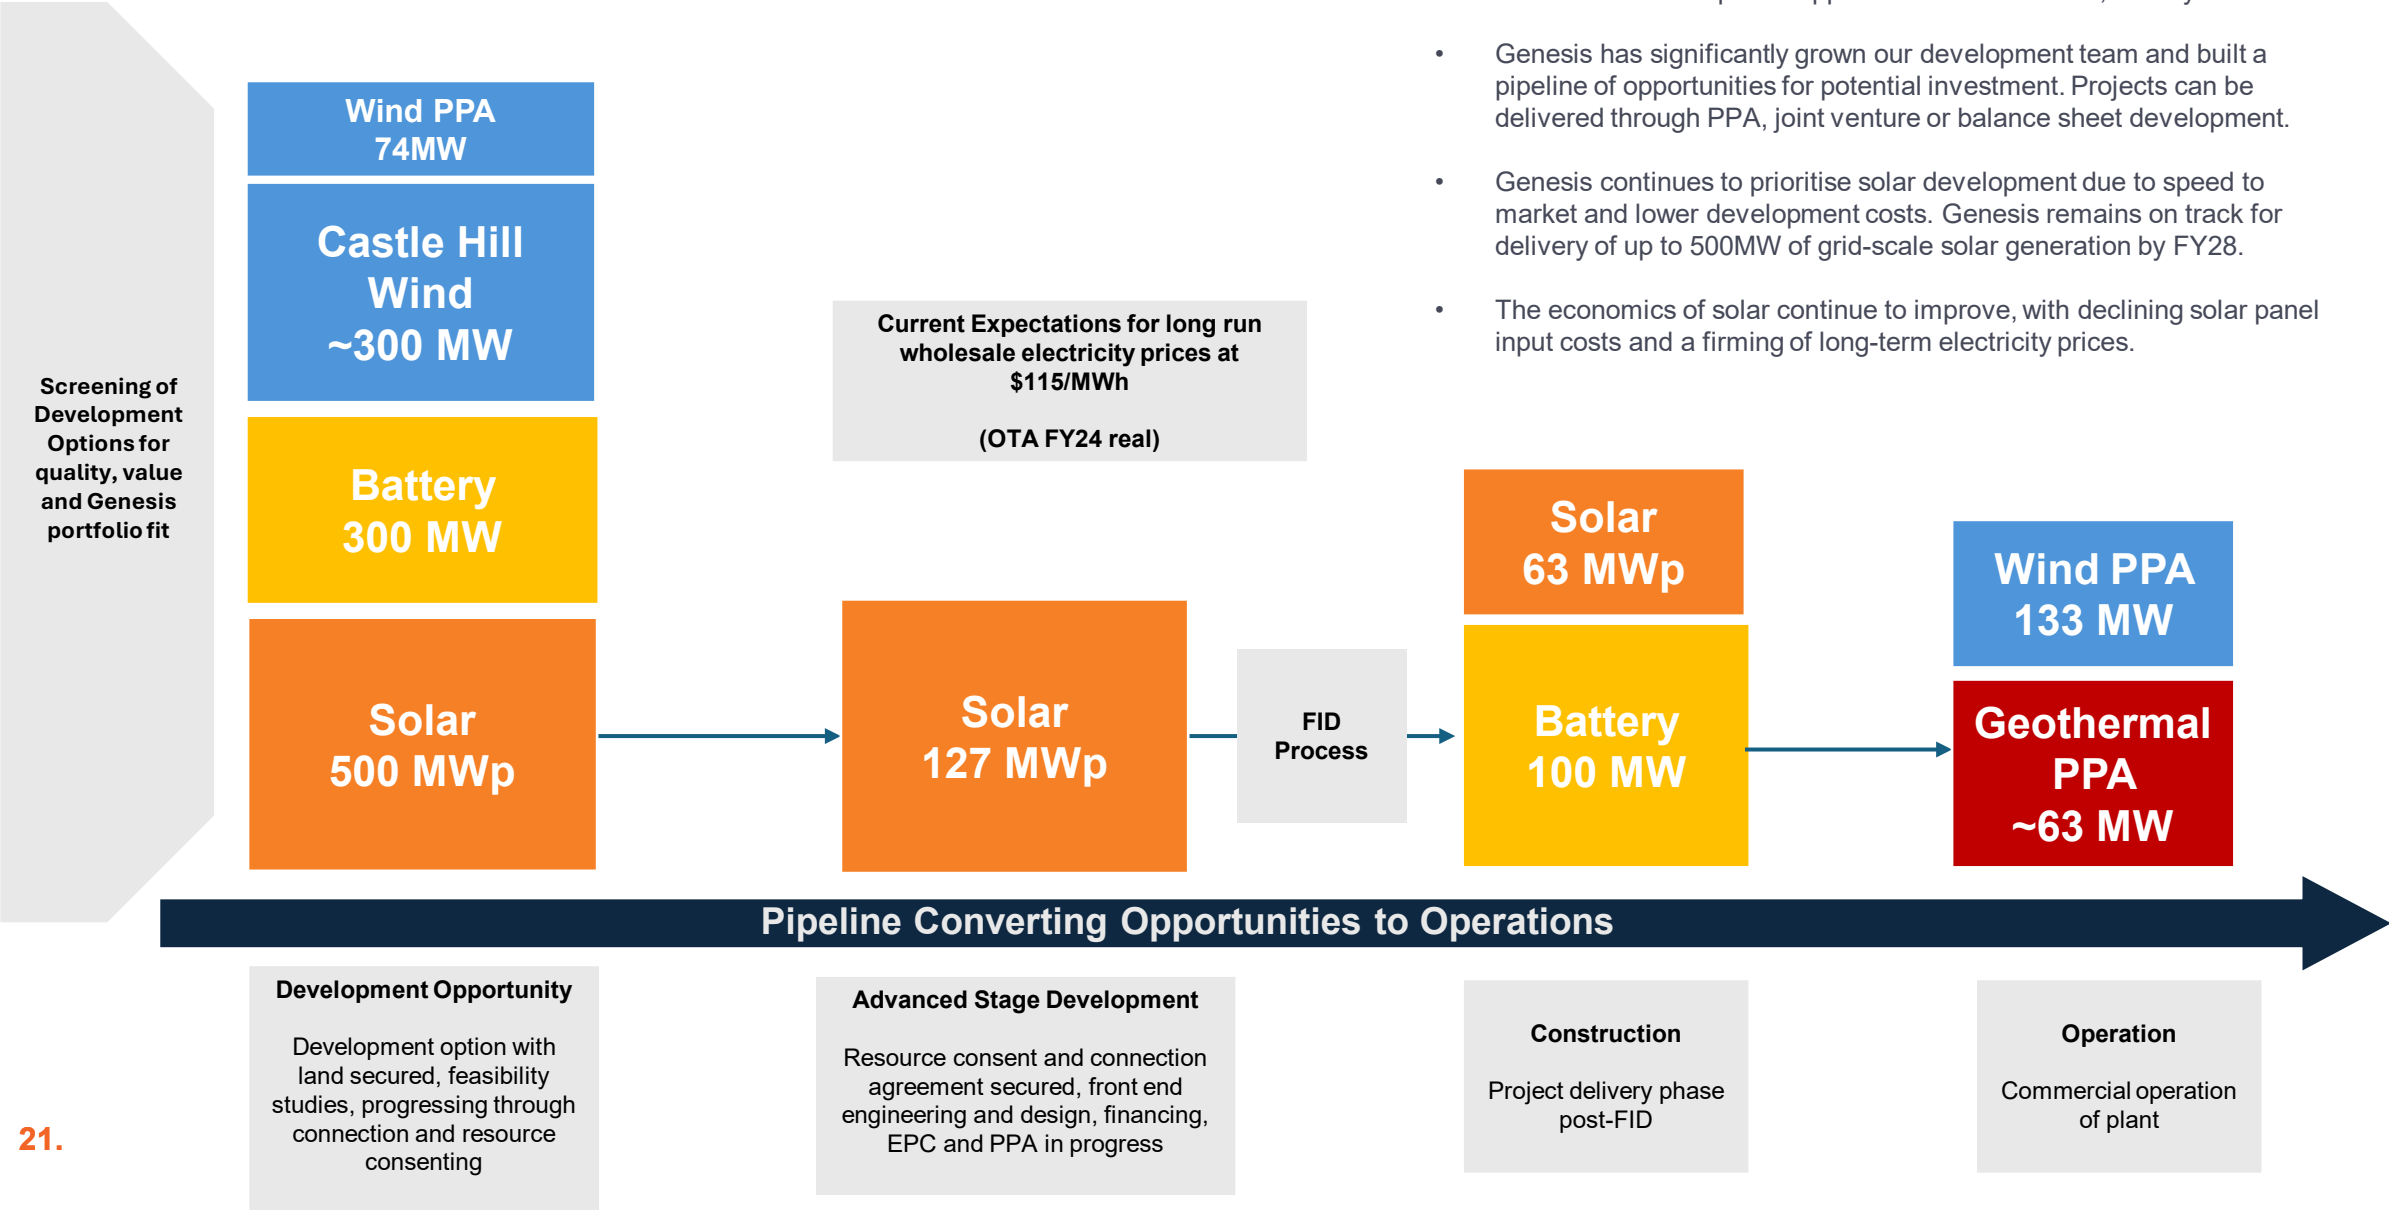 • Genesis has significantly grown our development team and built a
pipeline of opportunities for potential investment. Projects can be
delivered through PPA, joint venture or balance sheet development.
• Genesis continues to prioritise solar development due to speed to
market and lower development costs. Genesis remains on track for
delivery of up to 500MW of grid-scale solar generation by FY28.
• The economics of solar continue to improve, with declining solar panel
input costs and a firming of long-term electricity prices.
Screening of
Development
Options for
quality, value
and Genesis
portfolio fit
Wind PPA
74MW
Castle Hill
Wind
~300 MW
Battery
300 MW
Solar
500 MWp
Current Expectations for long run
wholesale electricity prices at
$115/MWh
(OTA FY24 real)
Solar
127 MWp
FID
Process
Solar
63 MWp
Battery
100 MW
Wind PPA
133 MW
Geothermal
PPA
~63 MW
Pipeline Converting Opportunities to Operations
Development Opportunity
Development option with
land secured, feasibility
studies, progressing through
connection and resource
consenting
Advanced Stage Development
Resource consent and connection
agreement secured, front end
engineering and design, financing,
EPC and PPA in progress
Construction
Project delivery phase
post-FID
Operation
Commercial operation
of plant
21.